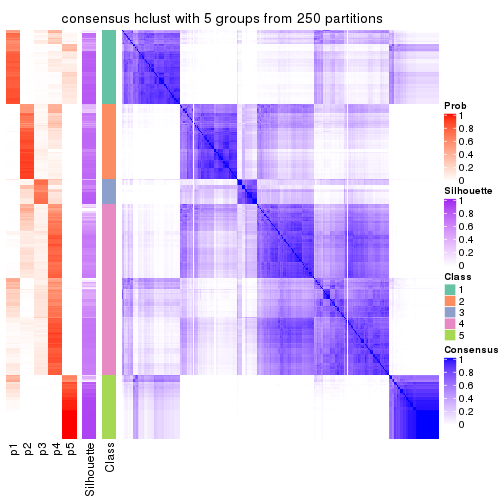 consensus hclust with 5 groups from 250 partitions
Prob
1
0.8
0.6
0.4
0.2
0
Silhouette
1
0.8
0.6
0.4
0.2
0
Class
1
2
3
4
5
Consensus
1
0.8
0.6
0.4
0.2
0
p1
p2
p3
p4
p5
Silhouette
Class